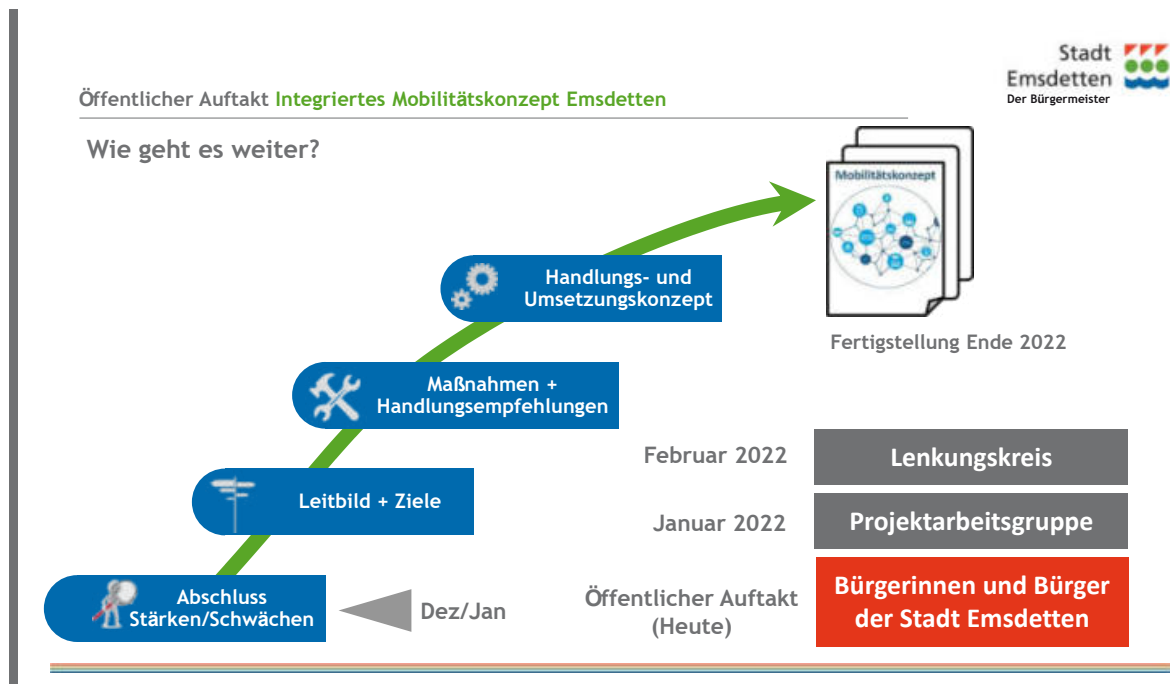 Stadt
Emsdetten
Der Bürgermeister
Öffentlicher Auftakt Integriertes Mobilitätskonzept Emsdetten
Wie geht es weiter?
Mobilitätskonzept
Handlungs- und
Umsetzungskonzept
Fertigstellung Ende 2022
Maßnahmen +
Handlungsempfehlungen
Februar 2022
Lenkungskreis
Leitbild + Ziele
Januar 2022
Projektarbeitsgruppe
Abschluss
Stärken/Schwächen
Dez/Jan
Öffentlicher Auftakt
(Heute)
Bürgerinnen und Bürger
der Stadt Emsdetten